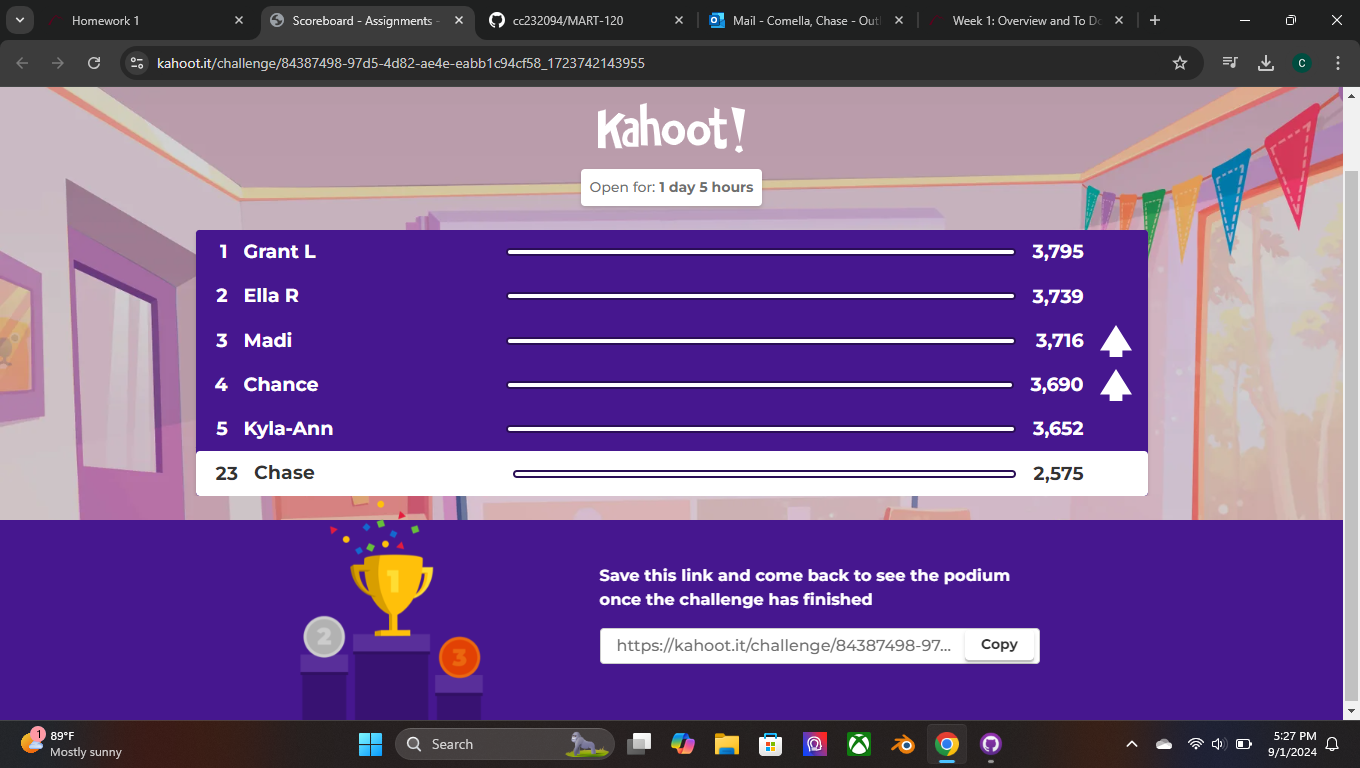 Homework 1
Scoreboard - Assignments -
cc232094/MART-120
Mail - Comella, Chase - Outl
Week 1: Overview and To Do
kahoot.it/challenge/84387498-97d5-4d82-ae4e-eabb1c94cf58_1723742143955
C
Kahoot!
Open for: 1 day 5 hours
1 Grant L 3,795
2 Ella R 3,739
3 Madi 3,716
4 Chance 3,690
5 Kyla-Ann 3,652
23 Chase 2,575
1
2
3
Save this link and come back to see the podium
once the challenge has finished
https://kahoot.it/challenge/84387498-97... Copy
1
89°F
Mostly sunny
Search
5:27 PM
9/1/2024